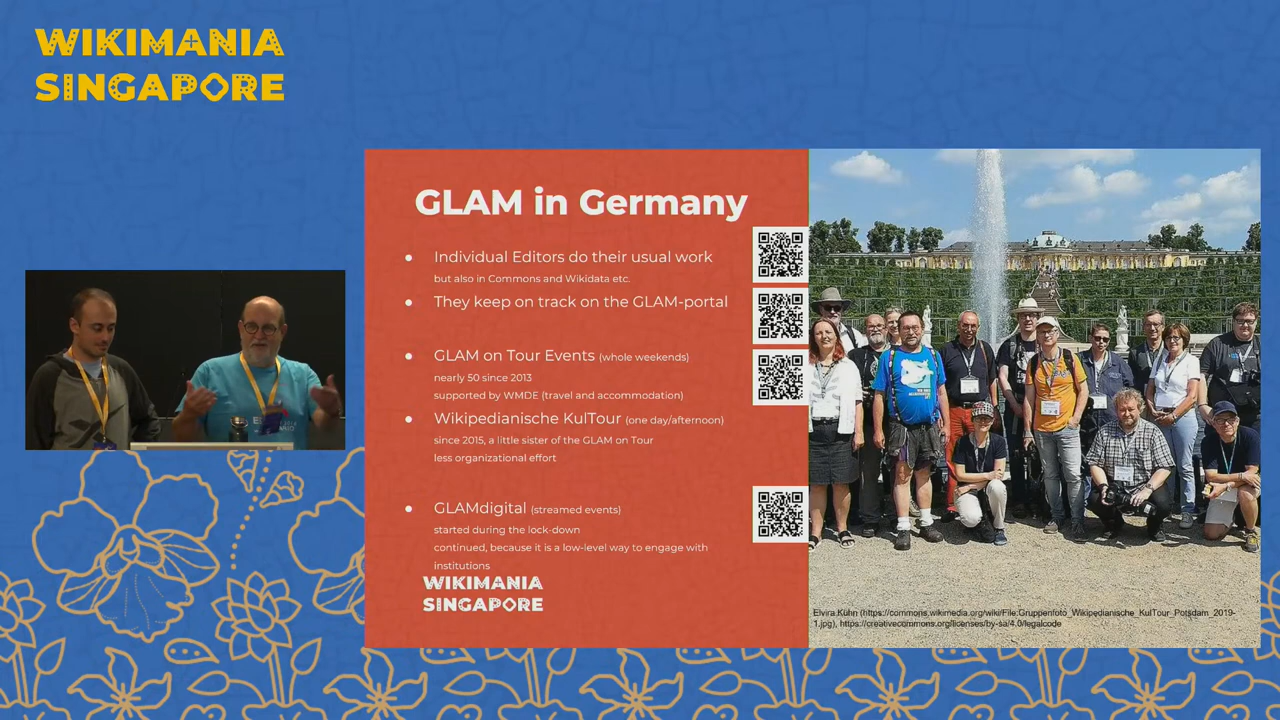 WIKIMANIA
SINGAPORE
GLAM in Germany
Individual Editors do their usual work
but also in Commons and Wikidata etc.
They keep on track on the GLAM-portal
GLAM on Tour Events (whole weekends)
nearly 50 since 2013
supported by WMDE (travel and accommodation)
Wikipedianische KulTour (one day/afternoon)
since 2015, a little sister of the GLAM on Tour
less organizational effort
GLAMdigital (streamed events)
started during the lock-down
continued, because it is a low-level way to engage with
institutions
WIKIMANIA
SINGAPORE
Elvira Kühn (https://commons.wikimedia.org/wiki/File:Gruppenfoto_Wikipedianische_KulTour_Potsdam_2019-
1.jpg), https://creativecommons.org/licenses/by-sa/4.0/legalcode